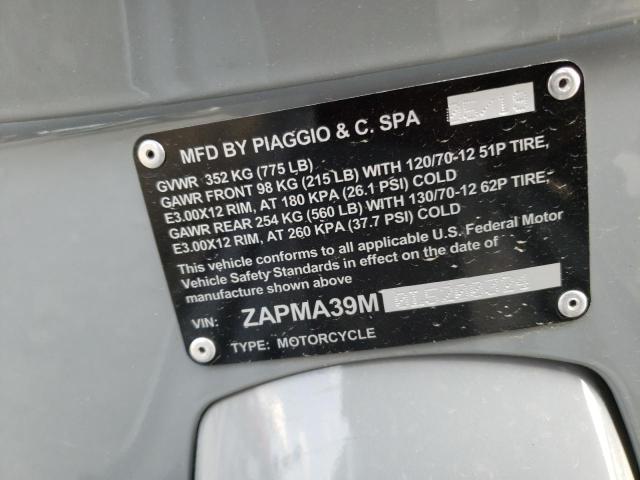 MFD BY PIAGGIO & C. SPA
GVWR 352 KG (775 LB)
GAWR FRONT 98 KG (215 LB) WITH 120/70-12 51P TIRE,
E3.00X12 RIM, AT 180 KPA (26.1 PSI) COLD
GAWR REAR 254 KG (560 LB) WITH 130/70-12 62P TIRE,
E3.00X12 RIM, AT 260 KPA (37.7 PSI) COLD
This vehicle conforms to all applicable U.S. Federal Motor
Vehicle Safety Standards in effect on the date of
manufacture shown above
VIN: ZAPMA39M
TYPE: MOTORCYCLE